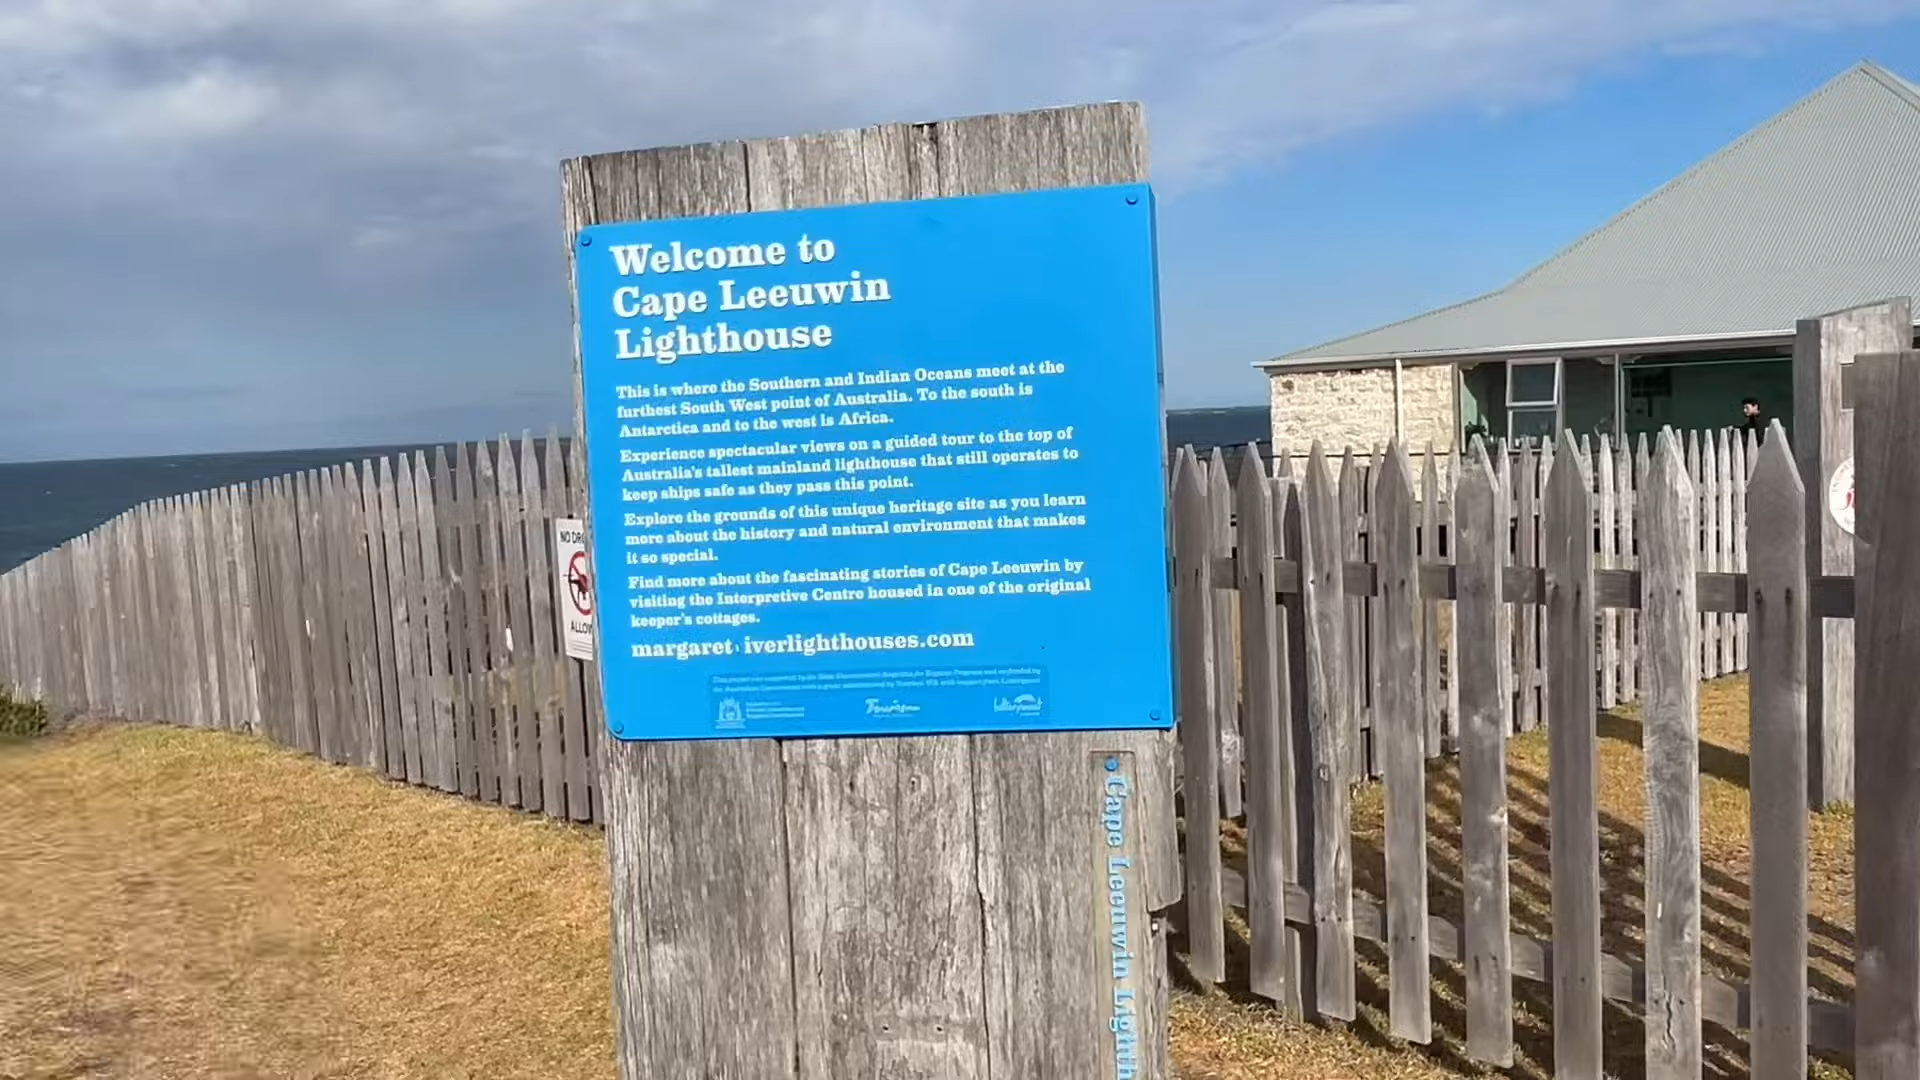 Welcome to
Cape Leeuwin
Lighthouse
This is where the Southern and Indian Oceans meet at the
furthest South West point of Australia. To the south is
Antarctica and to the west is Africa.
Experience spectacular views on a guided tour to the top of
Australia's tallest mainland lighthouse that still operates to
keep ships safe as they pass this point.
Explore the grounds of this unique heritage site as you learn
more about the history and natural environment that makes
it so special.
Find more about the fascinating stories of Cape Leeuwin by
visiting the Interpretive Centre housed in one of the original
keeper's cottages.
margaret iverlighthouses.com
Tourism
NO DRO
ALLOW
Cape Leeuwin Lighth